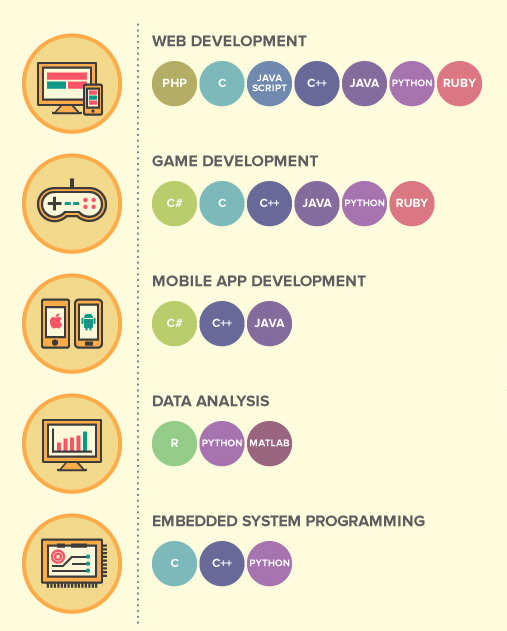 WEB DEVELOPMENT
PHP C JAVA SCRIPT C++ JAVA PYTHON RUBY
GAME DEVELOPMENT
C# C C++ JAVA PYTHON RUBY
MOBILE APP DEVELOPMENT
C# C++ JAVA
DATA ANALYSIS
R PYTHON MATLAB
EMBEDDED SYSTEM PROGRAMMING
C C++ PYTHON